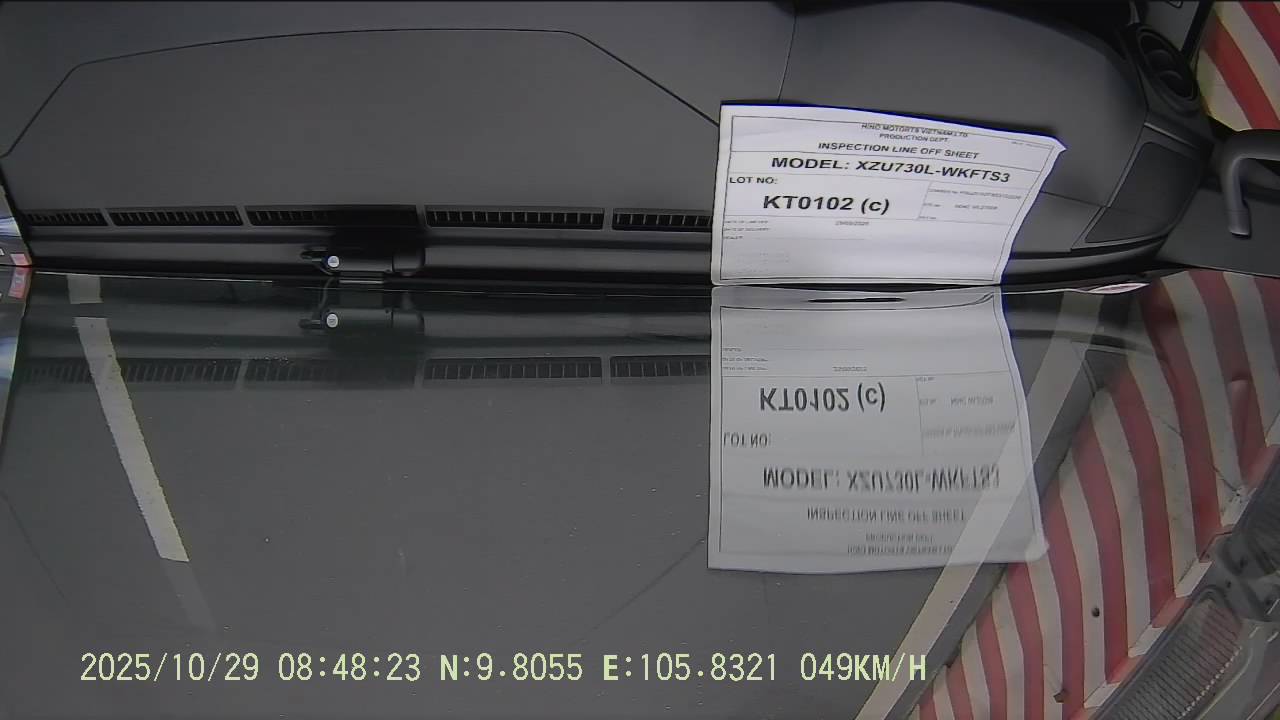 HINO MOTORTS VIETNAM,LTD
PRODUCTION DEPT.
INSPECTION LINE OFF SHEET
MODEL: XZU730L-WKFTS3
LOT NO:
KT0102 (c)
2025/10/29 08:48:23 N:9.8055 E:105.8321 049KM/H